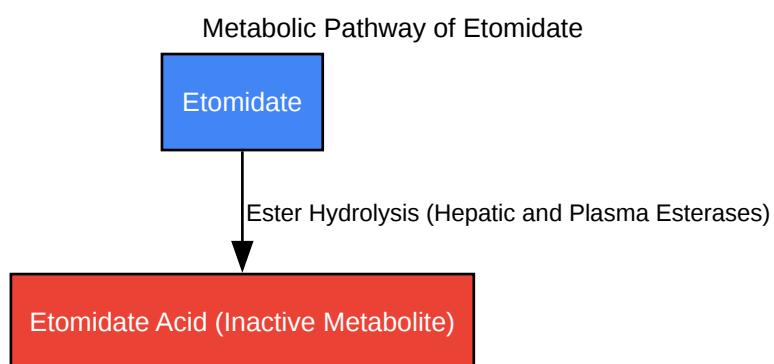 Metabolic Pathway of Etomidate
Etomidate
Ester Hydrolysis (Hepatic and Plasma Esterases)
Etomidate Acid (Inactive Metabolite)